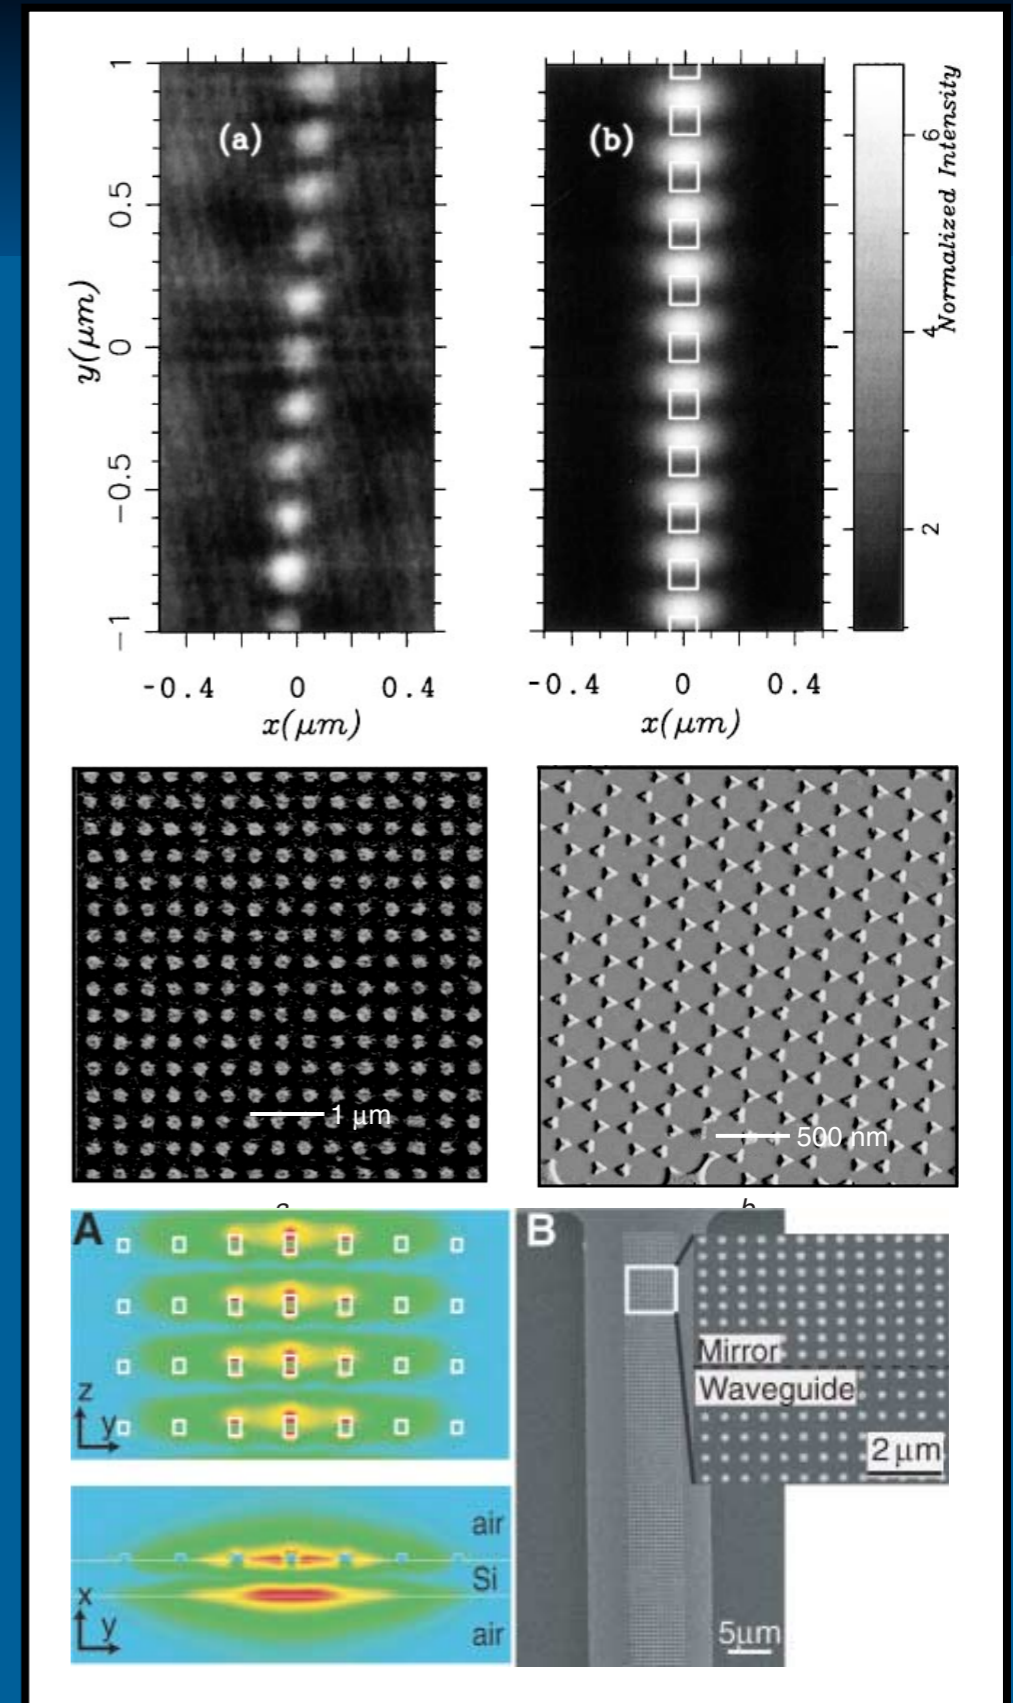 (a)
(b)
1
0.5
0
−0.5
−1
y(μm)
-0.4 0 0.4
x(μm)
-0.4 0 0.4
x(μm)
6
4
2
Normalized Intensity
1 μm
500 nm
A
z
y
air
Si
air
x
y
B
Mirror
Waveguide
2 μm
5μm